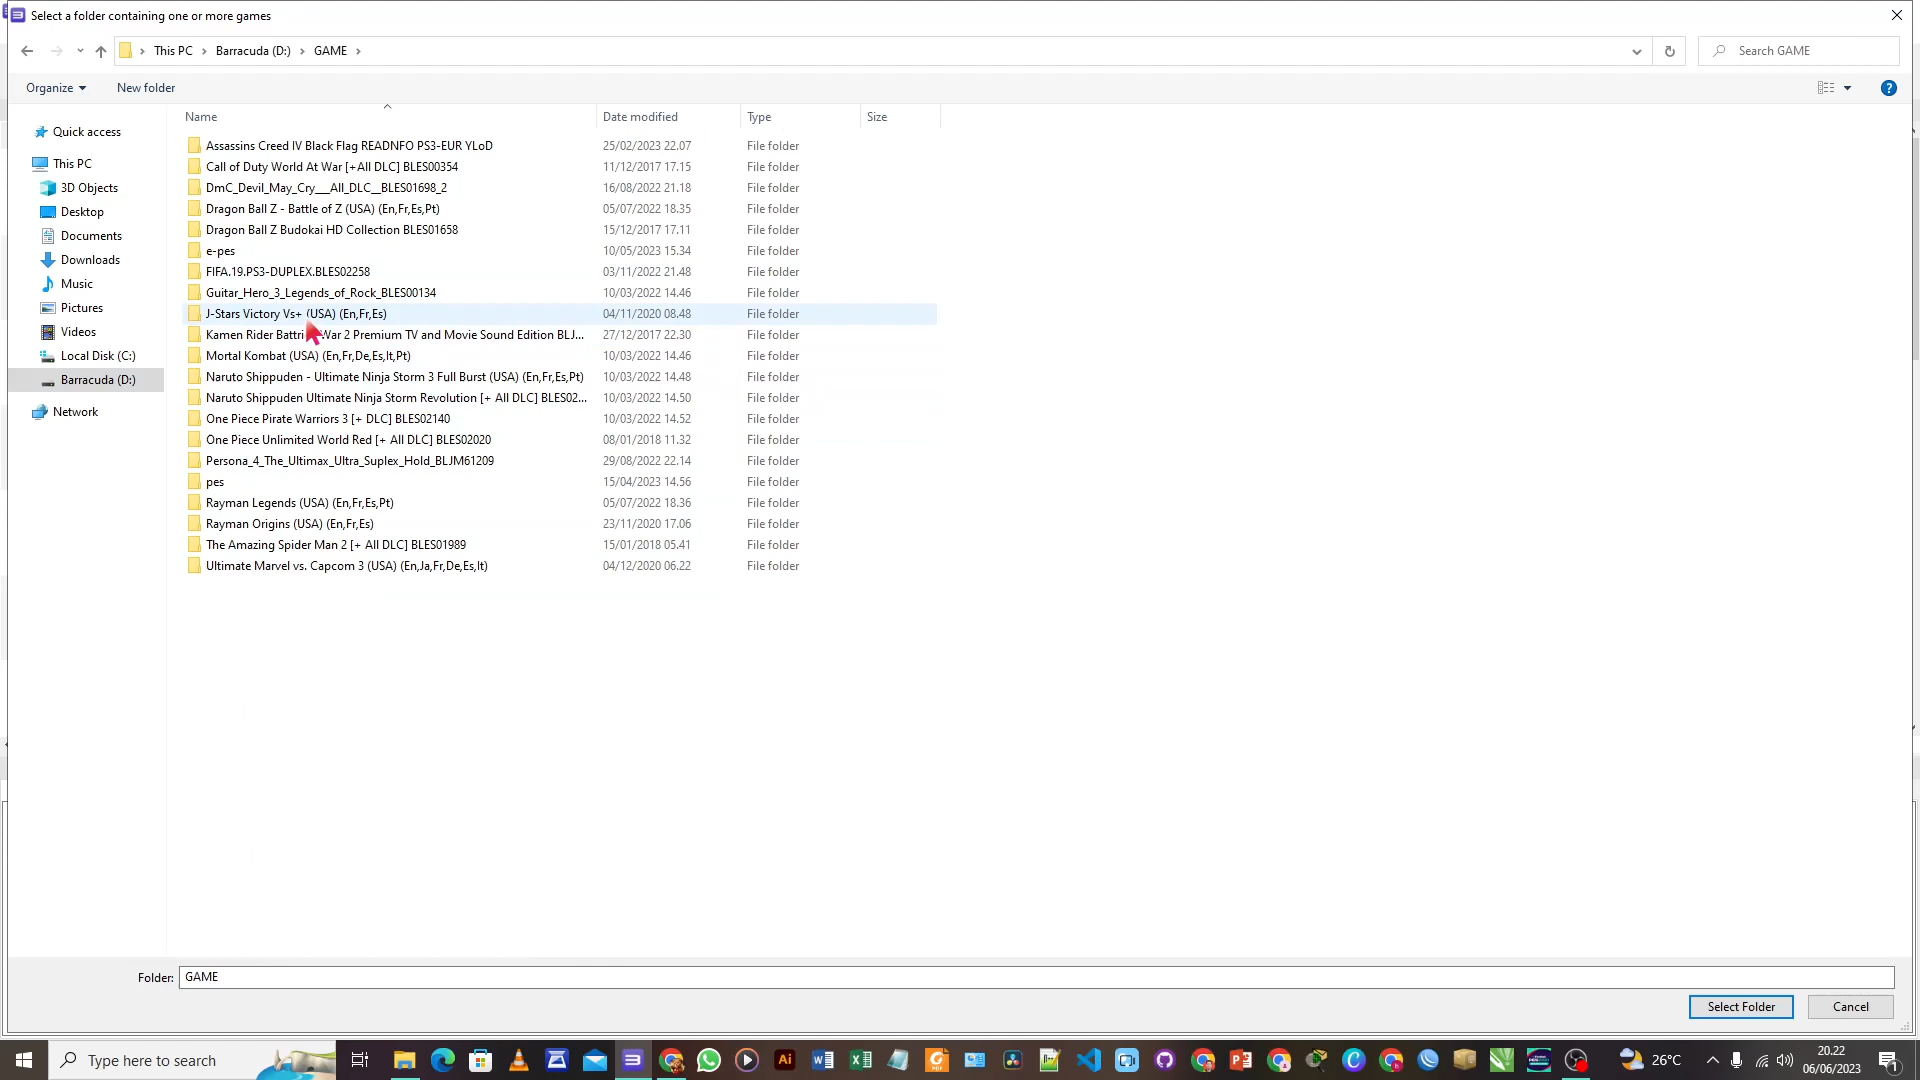 Select a folder containing one or more games
This PC
Barracuda (D:)
GAME
Search GAME
Organize
New folder
Name
Date modified
Type
Size
Quick access
This PC
3D Objects
Desktop
Documents
Downloads
Music
Pictures
Videos
Local Disk (C:)
Barracuda (D:)
Network
Assassins Creed IV Black Flag READNFO PS3-EUR YLoD 25/02/2023 22.07 File folder
Call of Duty World At War [+All DLC] BLES00354 11/12/2017 17.15 File folder
DmC_Devil_May_Cry___All_DLC__BLES01698_2 16/08/2022 21.18 File folder
Dragon Ball Z - Battle of Z (USA) (En,Fr,Es,Pt) 05/07/2022 18.35 File folder
Dragon Ball Z Budokai HD Collection BLES01658 15/12/2017 17.11 File folder
e-pes 10/05/2023 15.34 File folder
FIFA.19.PS3-DUPLEX.BLES02258 03/11/2022 21.48 File folder
Guitar_Hero_3_Legends_of_Rock_BLES00134 10/03/2022 14.46 File folder
J-Stars Victory Vs+ (USA) (En,Fr,Es) 04/11/2020 08.48 File folder
Kamen Rider War 2 Premium TV and Movie Sound Edition BLJ... 27/12/2017 22.30 File folder
Mortal Kombat (USA) (En,Fr,De,Es,It,Pt) 10/03/2022 14.46 File folder
Naruto Shippuden - Ultimate Ninja Storm 3 Full Burst (USA) (En,Fr,Es,Pt) 10/03/2022 14.48 File folder
Naruto Shippuden Ultimate Ninja Storm Revolution [+ All DLC] BLES02... 10/03/2022 14.50 File folder
One Piece Pirate Warriors 3 [+ DLC] BLES02140 10/03/2022 14.52 File folder
One Piece Unlimited World Red [+ All DLC] BLES02020 08/01/2018 11.32 File folder
Persona_4_The_Ultimax_Ultra_Suplex_Hold_BLJM61209 29/08/2022 22.14 File folder
pes 15/04/2023 14.56 File folder
Rayman Legends (USA) (En,Fr,Es,Pt) 05/07/2022 18.36 File folder
Rayman Origins (USA) (En,Fr,Es) 23/11/2020 17.06 File folder
The Amazing Spider Man 2 [+ All DLC] BLES01989 15/01/2018 05.41 File folder
Ultimate Marvel vs. Capcom 3 (USA) (En,Ja,Fr,De,Es,It) 04/12/2020 06.22 File folder
Folder: GAME
Select Folder
Cancel
Type here to search
26°C
20.22
06/06/2023
1